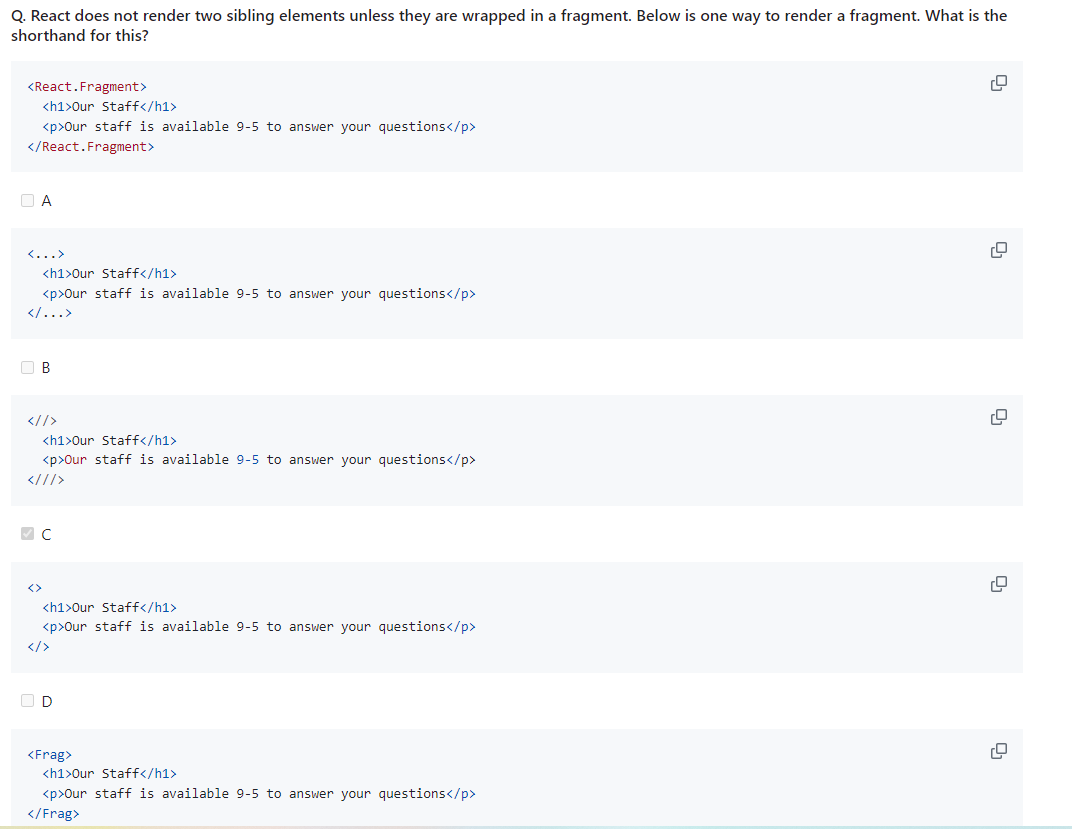 Q. React does not render two sibling elements unless they are wrapped in a fragment. Below is one way to render a fragment. What is the
shorthand for this?
<React.Fragment>
  <h1>Our Staff</h1>
  <p>Our staff is available 9-5 to answer your questions</p>
</React.Fragment>
A
<...>
  <h1>Our Staff</h1>
  <p>Our staff is available 9-5 to answer your questions</p>
</...>
B
<//>
  <h1>Our Staff</h1>
  <p>Our staff is available 9-5 to answer your questions</p>
<///>
C
<>
  <h1>Our Staff</h1>
  <p>Our staff is available 9-5 to answer your questions</p>
</>
D
<Frag>
  <h1>Our Staff</h1>
  <p>Our staff is available 9-5 to answer your questions</p>
</Frag>